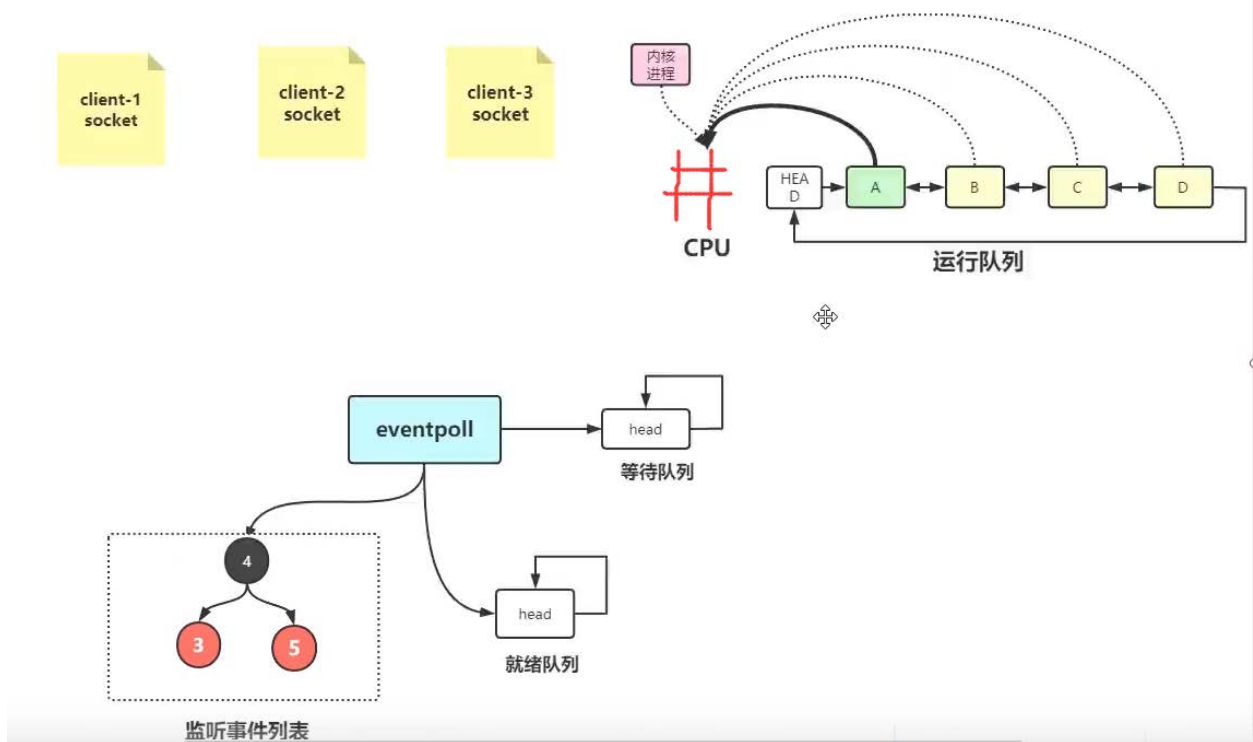 client-1
socket
client-2
socket
client-3
socket
内核
进程
CPU
HEA
D
A
B
C
D
运行队列
eventpoll
head
等待队列
4
3
5
head
就绪队列
监听事件列表